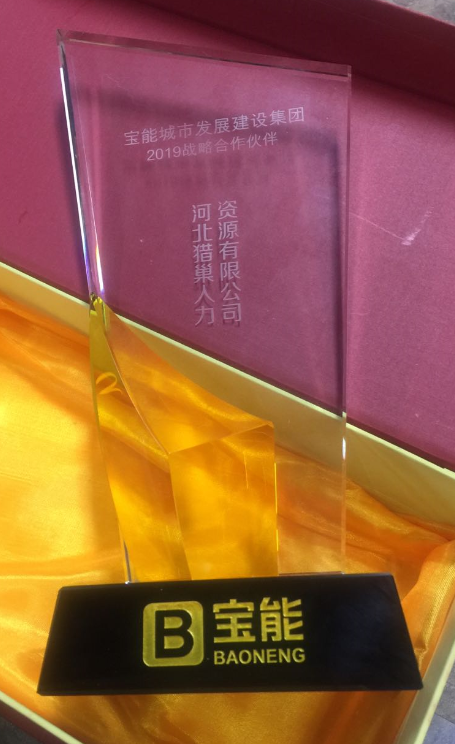 宝能城市发展建设集团
2019战略合作伙伴
河北猎巢人力
资源有限公司
B 宝能
BAONENG